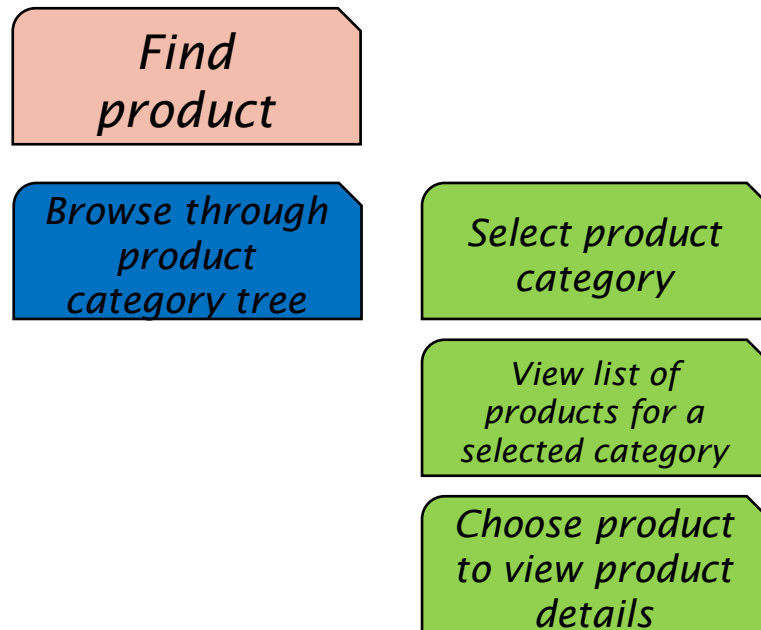 Find
product
Browse through
product
category tree
Select product
category
View list of
products for a
selected category
Choose product
to view product
details